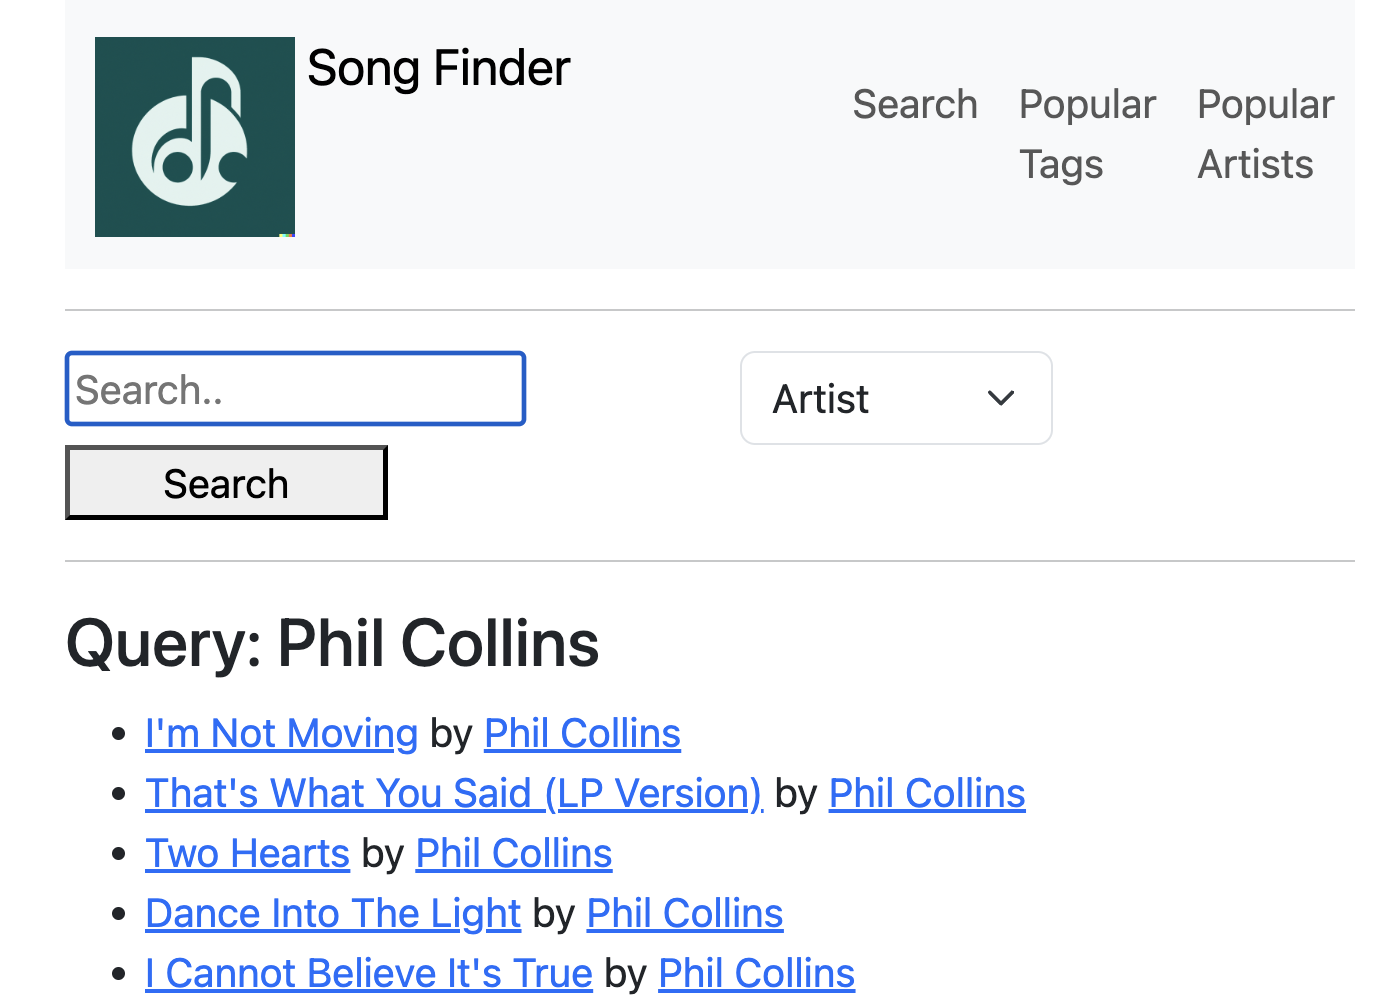 Song Finder
Search
Popular Tags
Popular Artists
Search..
Artist
Search
Query: Phil Collins
I'm Not Moving by Phil Collins
That's What You Said (LP Version) by Phil Collins
Two Hearts by Phil Collins
Dance Into The Light by Phil Collins
I Cannot Believe It's True by Phil Collins